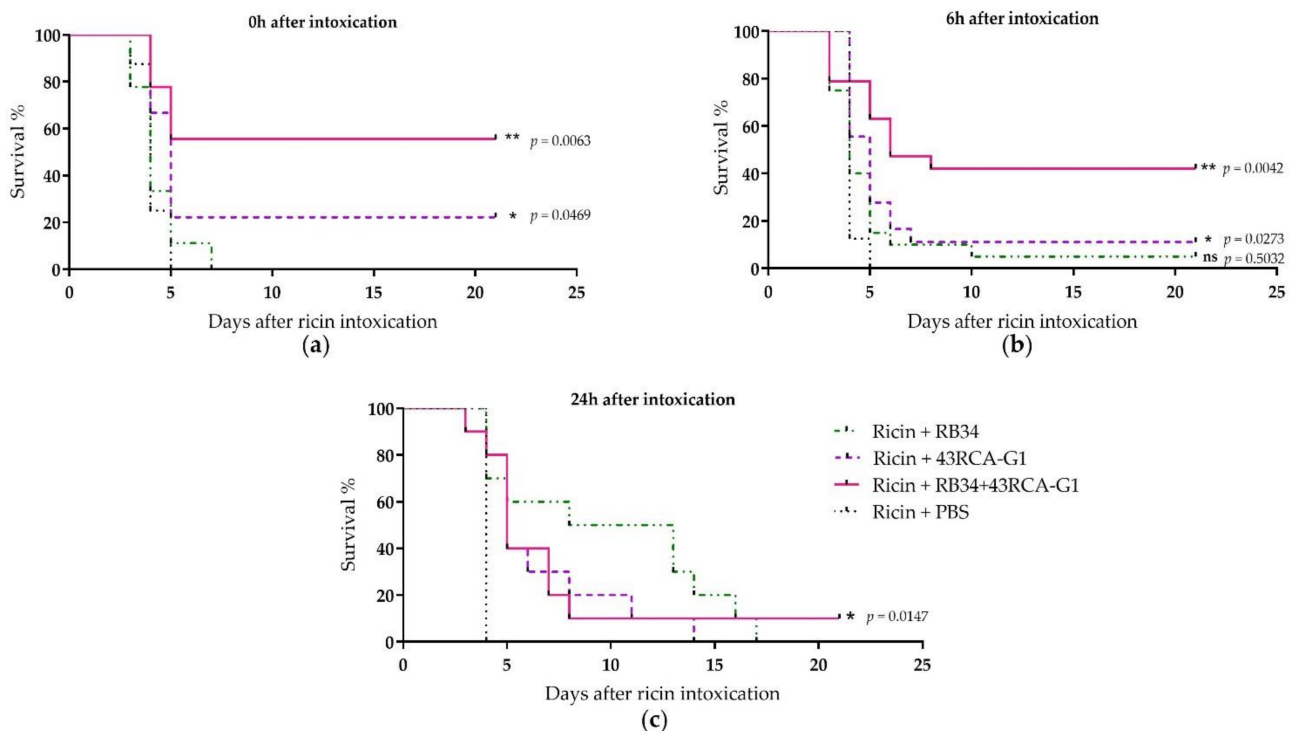 0h after intoxication
100
80
60
40
20
0
Survival %
** p = 0.0063
* p = 0.0469
0 5 10 15 20 25
Days after ricin intoxication
(a)
6h after intoxication
100
80
60
40
20
0
Survival %
** p = 0.0042
* p = 0.0273
ns p = 0.5032
0 5 10 15 20 25
Days after ricin intoxication
(b)
24h after intoxication
100
80
60
40
20
0
Survival %
* p = 0.0147
0 5 10 15 20 25
Days after ricin intoxication
(c)
Ricin + RB34
Ricin + 43RCA-G1
Ricin + RB34+43RCA-G1
Ricin + PBS